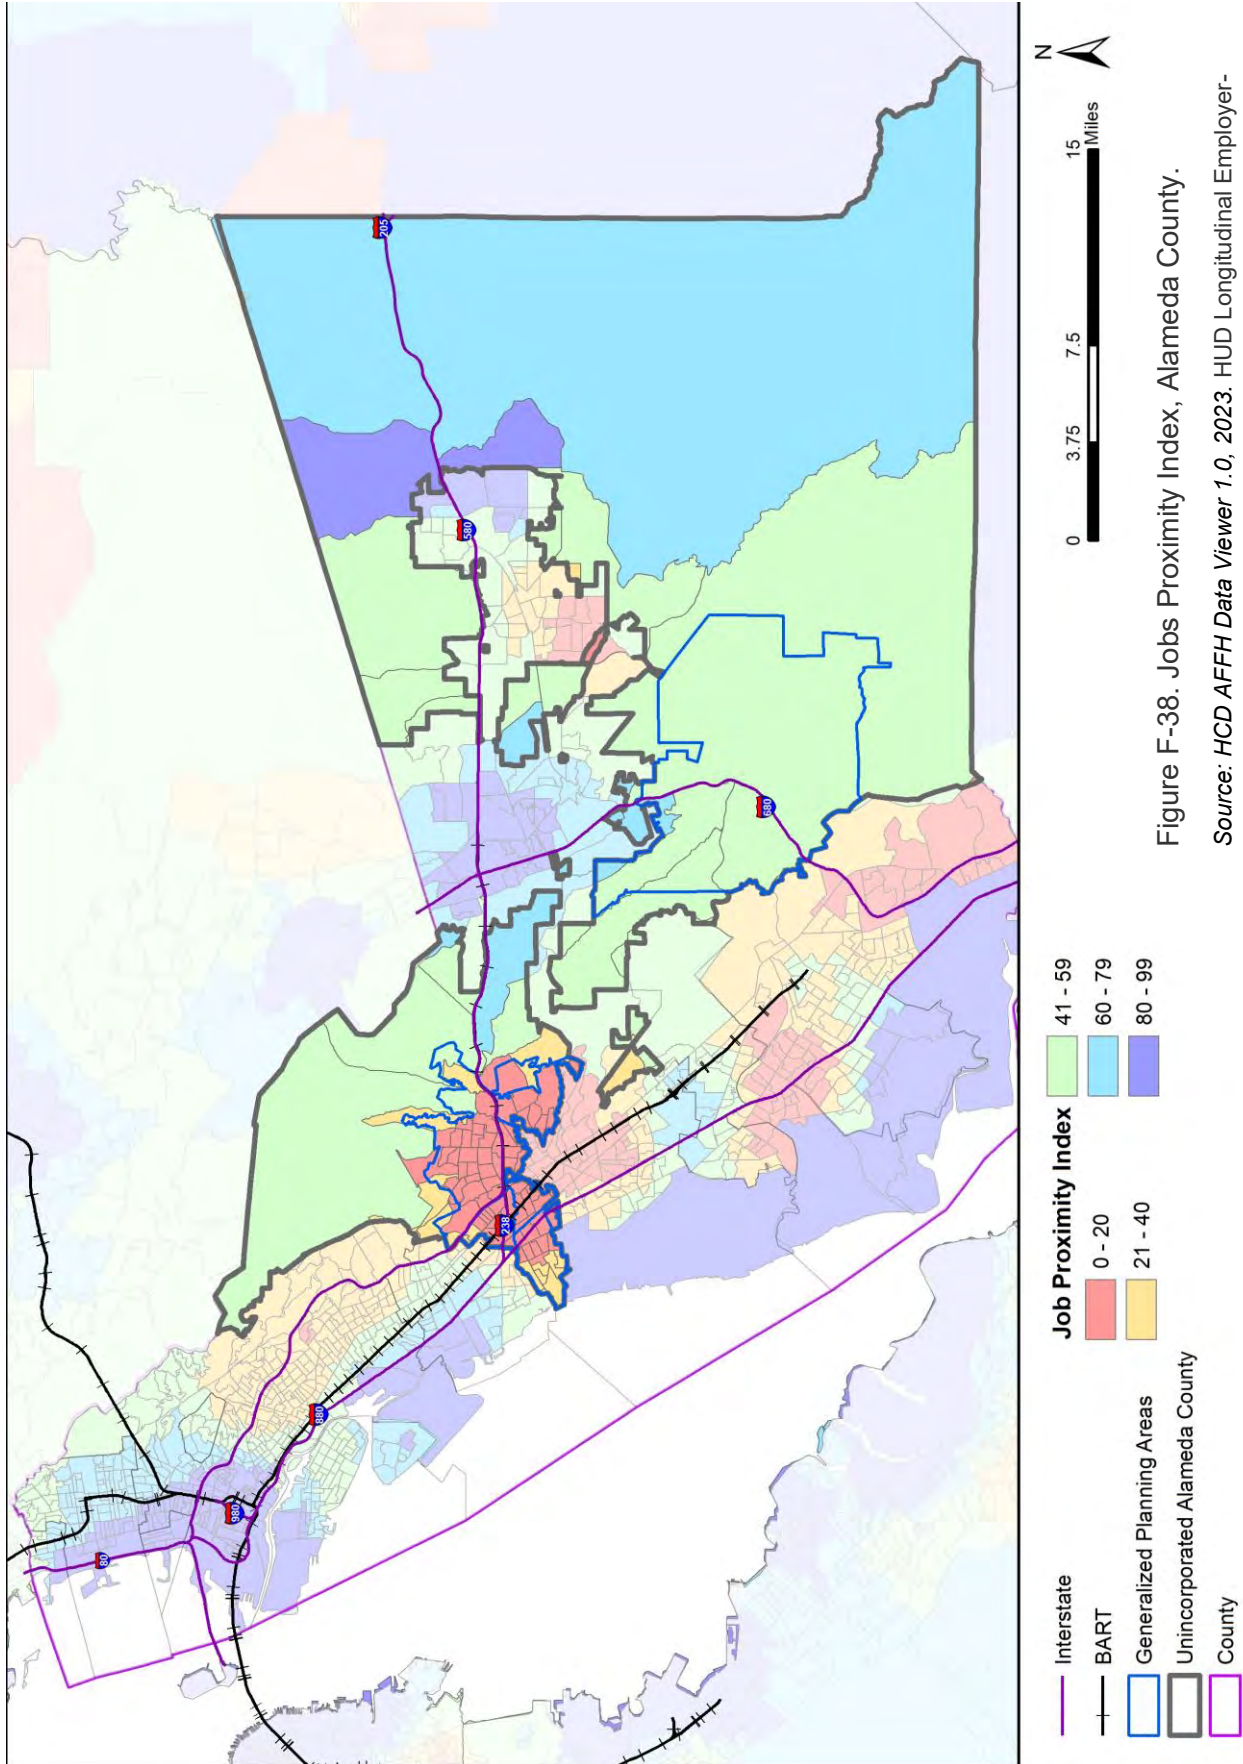 80
980
880
238
580
205
680
Interstate
BART
Generalized Planning Areas
Unincorporated Alameda County
County
Job Proximity Index
0 - 20
21 - 40
41 - 59
60 - 79
80 - 99
0 3.75 7.5 15
Miles
N
Figure F-38. Jobs Proximity Index, Alameda County.
Source: HCD AFFH Data Viewer 1.0, 2023. HUD Longitudinal Employer-